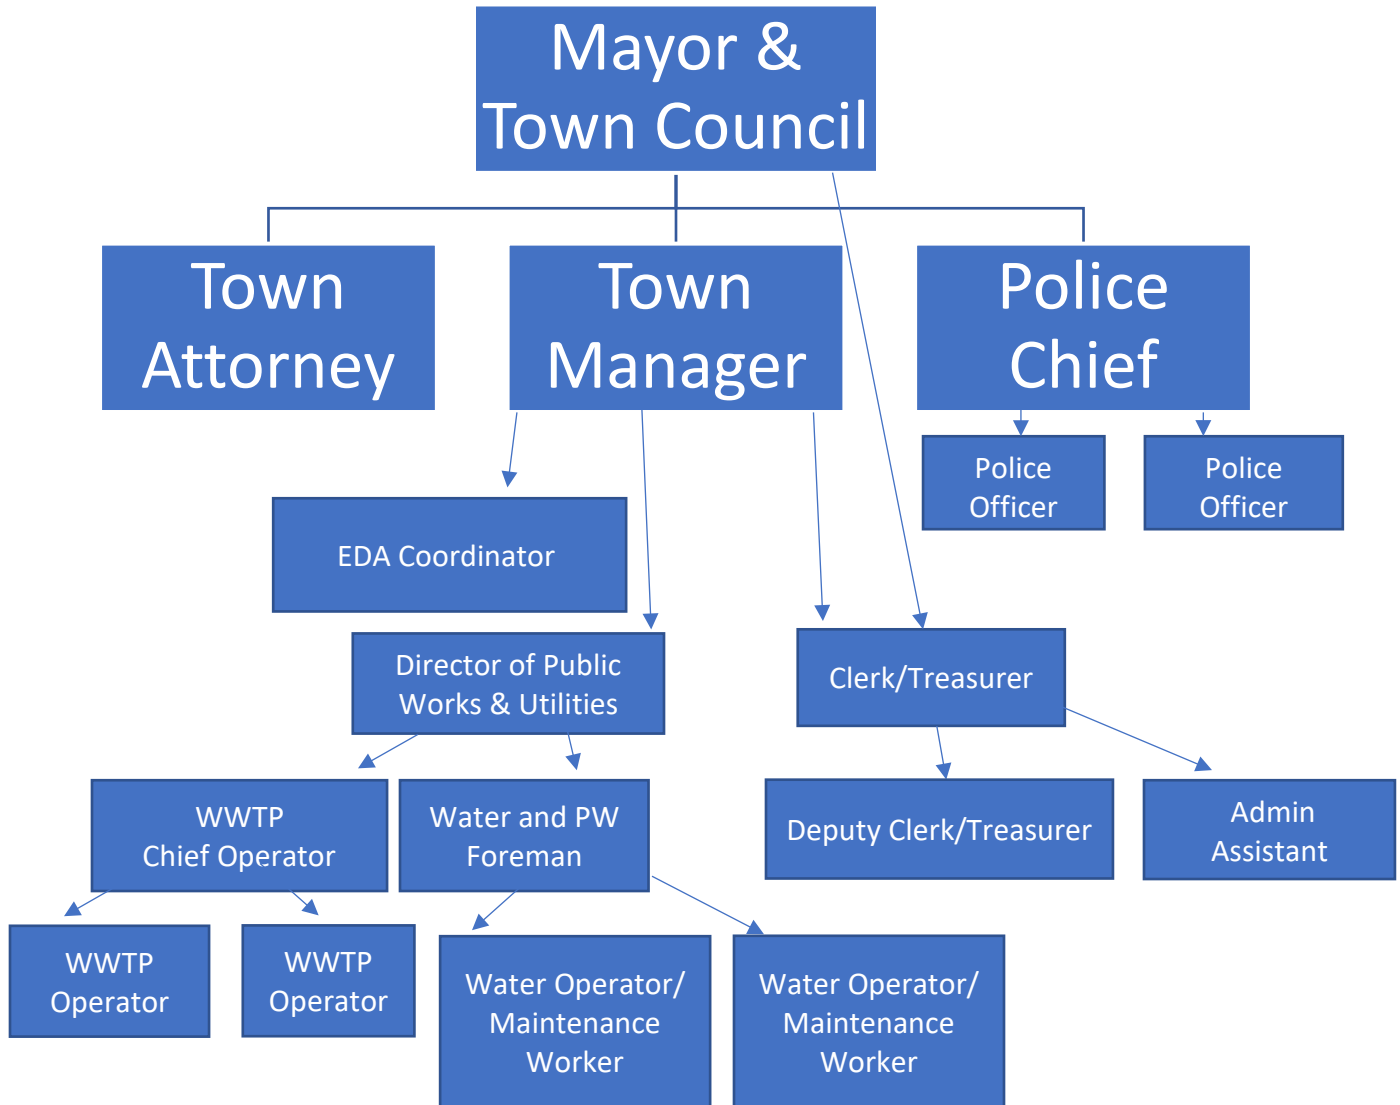 Mayor &
Town Council
Town
Attorney
Town
Manager
Police
Chief
Police
Officer
Police
Officer
EDA Coordinator
Director of Public
Works & Utilities
Clerk/Treasurer
WWTP
Chief Operator
Water and PW
Foreman
Deputy Clerk/Treasurer
Admin
Assistant
WWTP
Operator
WWTP
Operator
Water Operator/
Maintenance
Worker
Water Operator/
Maintenance
Worker